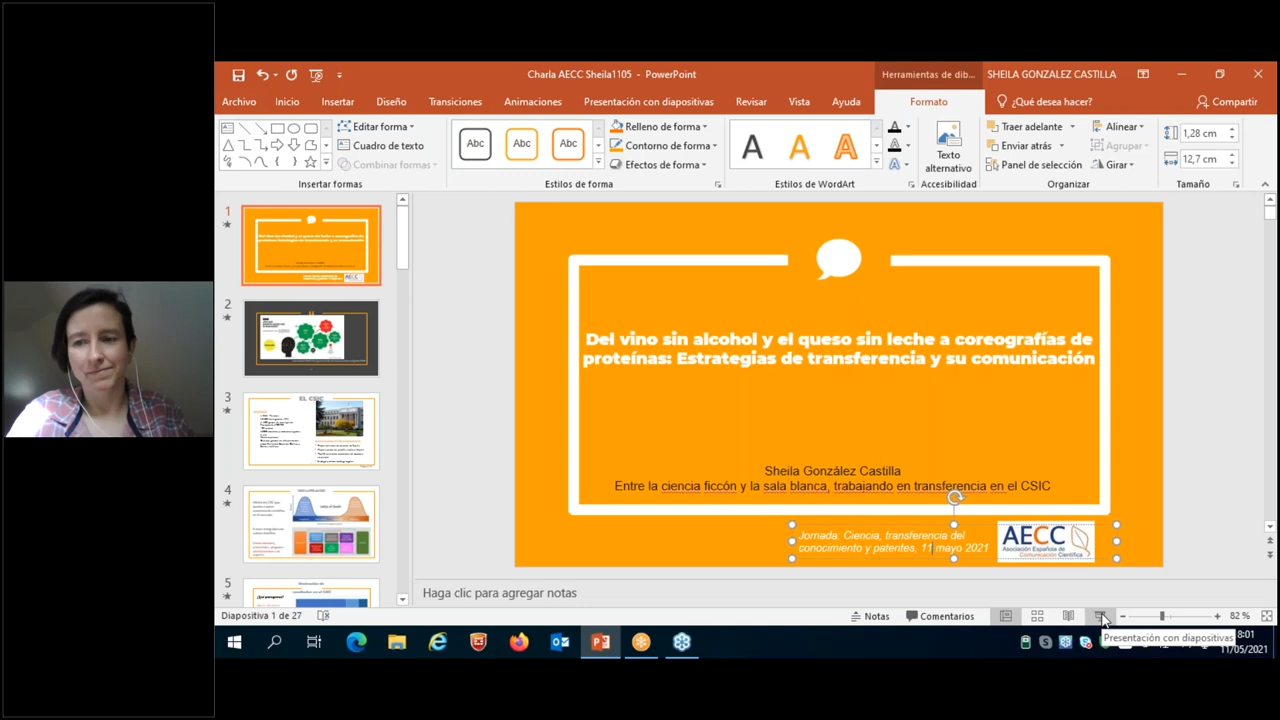 Charla AECC Sheila1105 - PowerPoint
Herramientas de dib...
SHEILA GONZALEZ CASTILLA
Archivo
Inicio
Insertar
Diseño
Transiciones
Animaciones
Presentación con diapositivas
Revisar
Vista
Ayuda
Formato
¿Qué desea hacer?
Compartir
Editar forma
Cuadro de texto
Combinar formas
Insertar formas
Abc
Abc
Abc
Relleno de forma
Contorno de forma
Efectos de forma
Estilos de forma
A
A
A
Estilos de WordArt
Texto
alternativo
Accesibilidad
Traer adelante
Enviar atrás
Panel de selección
Alinear
Agrupar
Girar
Organizar
1,28 cm
12,7 cm
Tamaño
1
2
3
EL CSIC
4
5
Del vino sin alcohol y el queso sin leche a coreografías de
proteínas: Estrategias de transferencia y su comunicación
Sheila González Castilla
Entre la ciencia ficcón y la sala blanca, trabajando en transferencia en el CSIC
Jornada. Ciencia, transferencia del
conocimiento y patentes, 11 mayo 2021
AECC
Asociación Española de
Comunicación Científica
Haga clic para agregar notas
Diapositiva 1 de 27
Notas
Comentarios
82 %
Presentación con diapositivas
8:01
11/05/2021